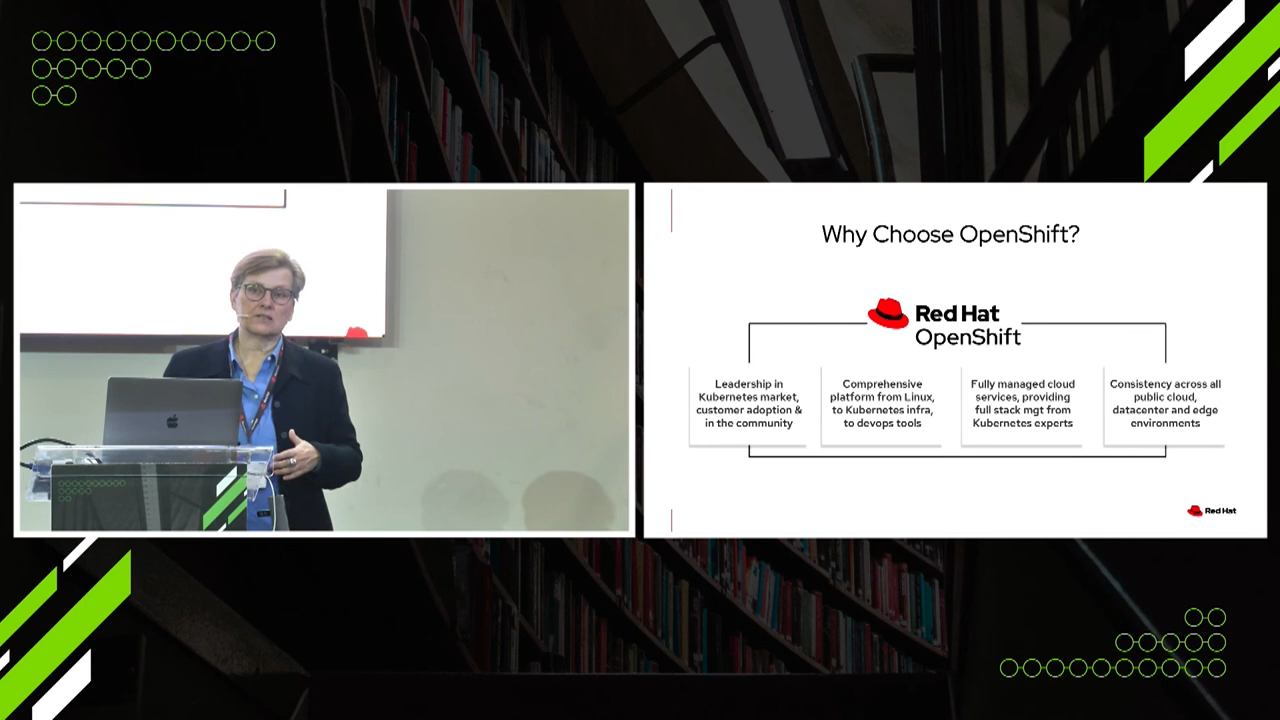 Why Choose OpenShift?
Red Hat
OpenShift
Leadership in
Kubernetes market,
customer adoption &
in the community
Comprehensive
platform from Linux,
to Kubernetes infra,
to devops tools
Fully managed cloud
services, providing
full stack mgt from
Kubernetes experts
Consistency across all
public cloud,
datacenter and edge
environments
Red Hat